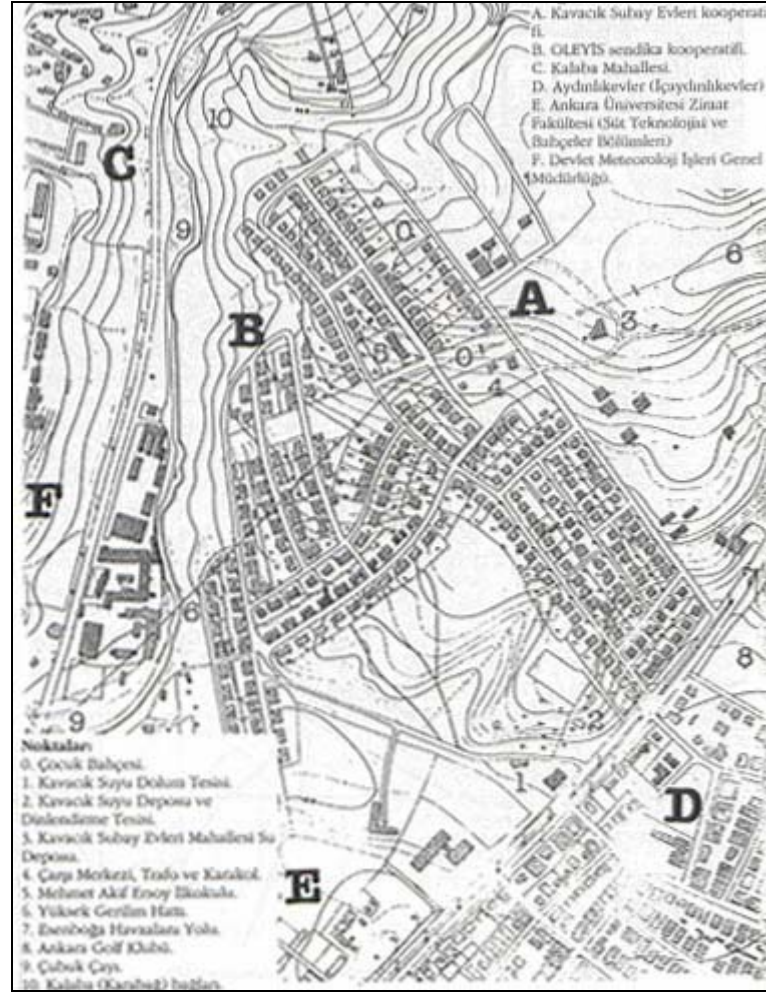 A. Kavacık Subay Evleri kooperati
fi.
B. OLEYİS sendika kooperatifi.
C. Kalaba Mahallesi.
D. Aydınlıkevler (İçaydınlıkevler)
E. Ankara Üniversitesi Ziraat
Fakültesi (Süt Teknolojisi ve
Bahçeler Bölümleri)
F. Devlet Meteoroloji İşleri Genel
Müdürlüğü.
10
C
9
0
6
A
B
3
5
0
4
F
6
8
9
2
1
D
E
Noktalar:
0. Çocuk Bahçesi.
1. Kavacık Suyu Dolum Tesisi.
2. Kavacık Suyu Deposu ve
Dinlendirme Tesisi.
3. Kavacık Subay Evleri Mahallesi Su
Deposu.
4. Çarşı Merkezi, Trafo ve Karakol.
5. Mehmet Akif Ersoy İlkokulu.
6. Yüksek Gerilim Hattı.
7. Esenboğa Havaalanı Yolu.
8. Ankara Golf Klubü.
9. Çubuk Çayı.
10. Kalaba (Karabağ) bağları.